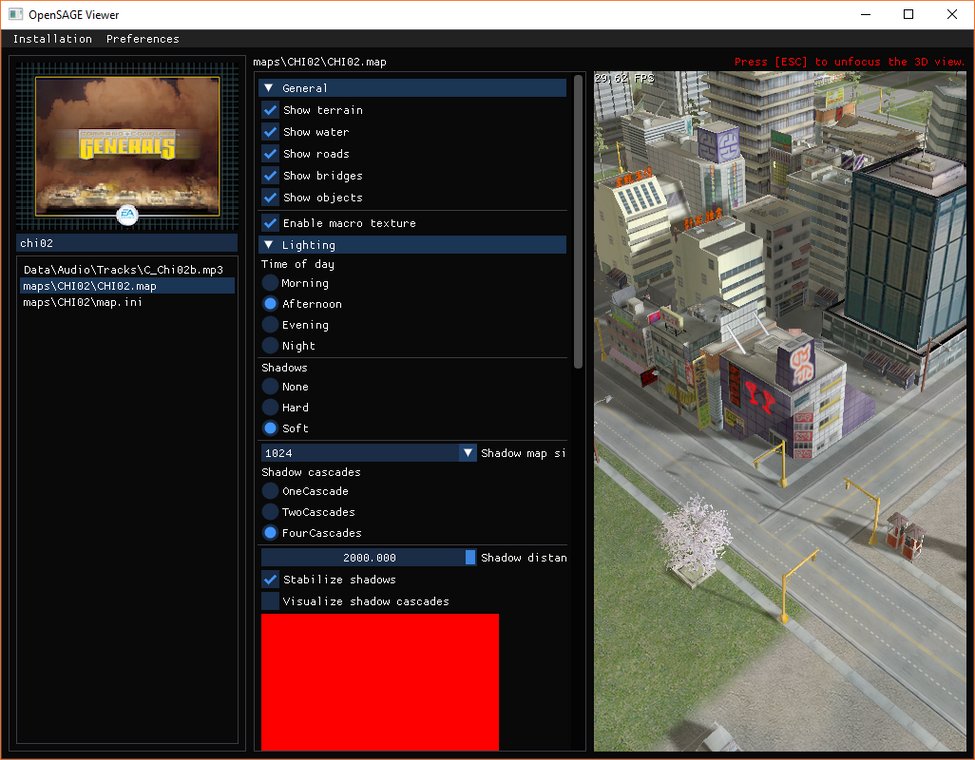 OpenSAGE Viewer
Installation Preferences
COMMAND & CONQUER
GENERALS
EA
chi02
Data\Audio\Tracks\C_Chi02b.mp3
maps\CHI02\CHI02.map
maps\CHI02\map.ini
maps\CHI02\CHI02.map
General
Show terrain
Show water
Show roads
Show bridges
Show objects
Enable macro texture
Lighting
Time of day
Morning
Afternoon
Evening
Night
Shadows
None
Hard
Soft
1024 Shadow map si
Shadow cascades
OneCascade
TwoCascades
FourCascades
2000.000 Shadow distan
Stabilize shadows
Visualize shadow cascades
Press [ESC] to unfocus the 3D view.
29.62 FPS